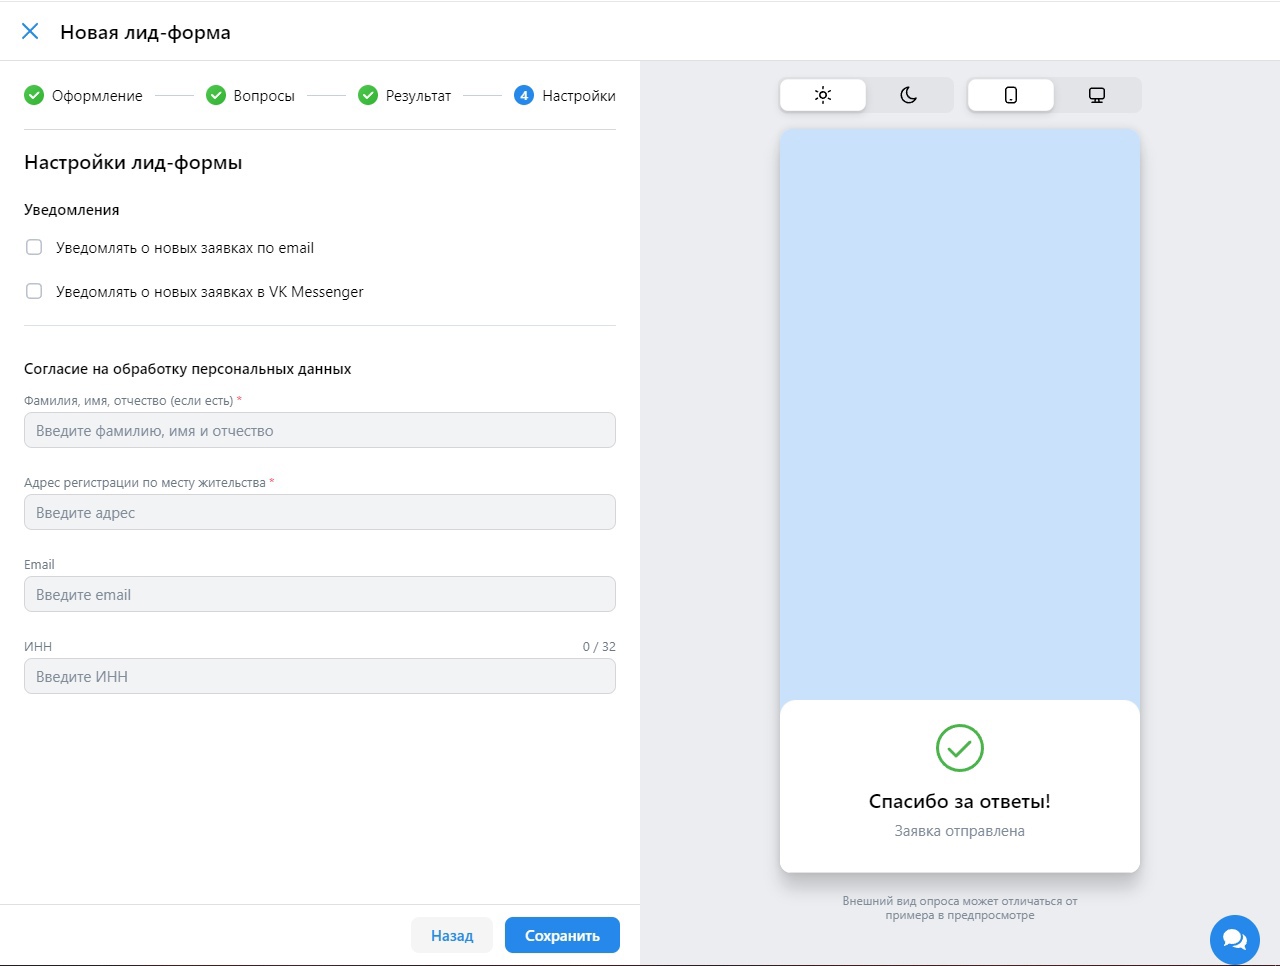 Новая лид-форма
Оформление
Вопросы
Результат
4 Настройки
Настройки лид-формы
Уведомления
Уведомлять о новых заявках по email
Уведомлять о новых заявках в VK Messenger
Согласие на обработку персональных данных
Фамилия, имя, отчество (если есть) *
Введите фамилию, имя и отчество
Адрес регистрации по месту жительства *
Введите адрес
Email
Введите email
ИНН 0 / 32
Введите ИНН
Назад
Сохранить
Спасибо за ответы!
Заявка отправлена
Внешний вид опроса может отличаться от
примера в предпросмотре